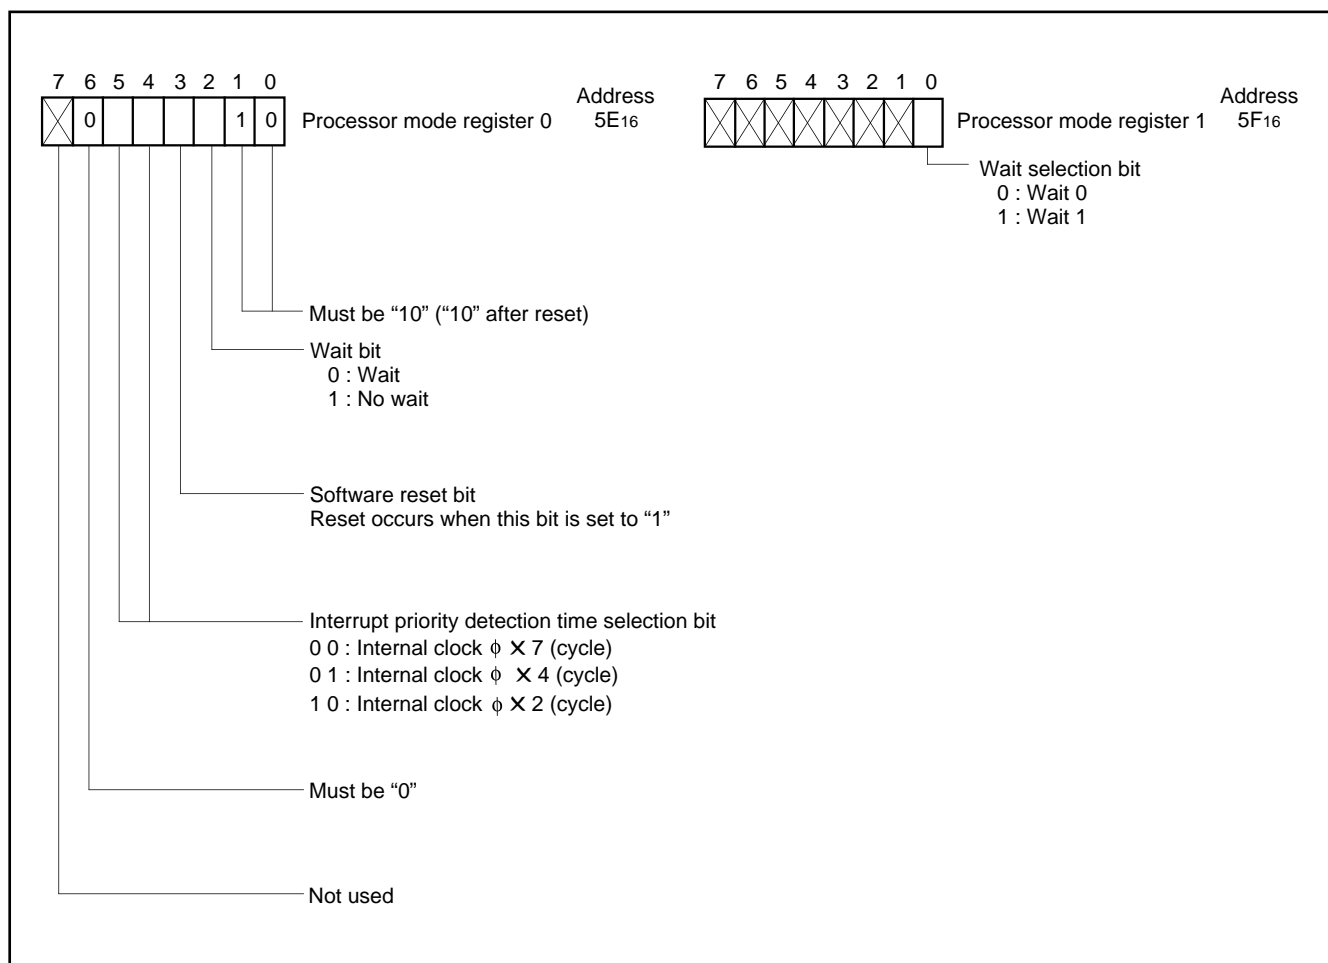 7 6 5 4 3 2 1 0
0 1 0
Processor mode register 0
Address
5E16
7 6 5 4 3 2 1 0
Processor mode register 1
Address
5F16
Wait selection bit
0 : Wait 0
1 : Wait 1
Must be “10” (“10” after reset)
Wait bit
0 : Wait
1 : No wait
Software reset bit
Reset occurs when this bit is set to “1”
Interrupt priority detection time selection bit
0 0 : Internal clock ϕ × 7 (cycle)
0 1 : Internal clock ϕ × 4 (cycle)
1 0 : Internal clock ϕ × 2 (cycle)
Must be “0”
Not used